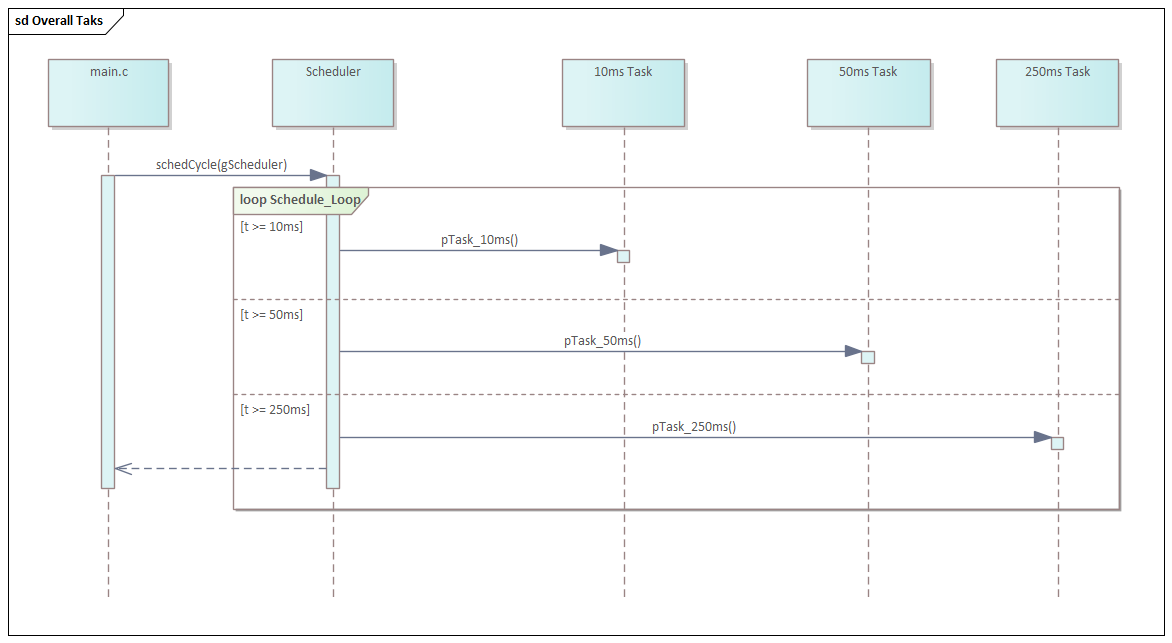 sd Overall Taks
main.c
Scheduler
10ms Task
50ms Task
250ms Task
schedCycle(gScheduler)
loop Schedule_Loop
[t >= 10ms]
pTask_10ms()
[t >= 50ms]
pTask_50ms()
[t >= 250ms]
pTask_250ms()